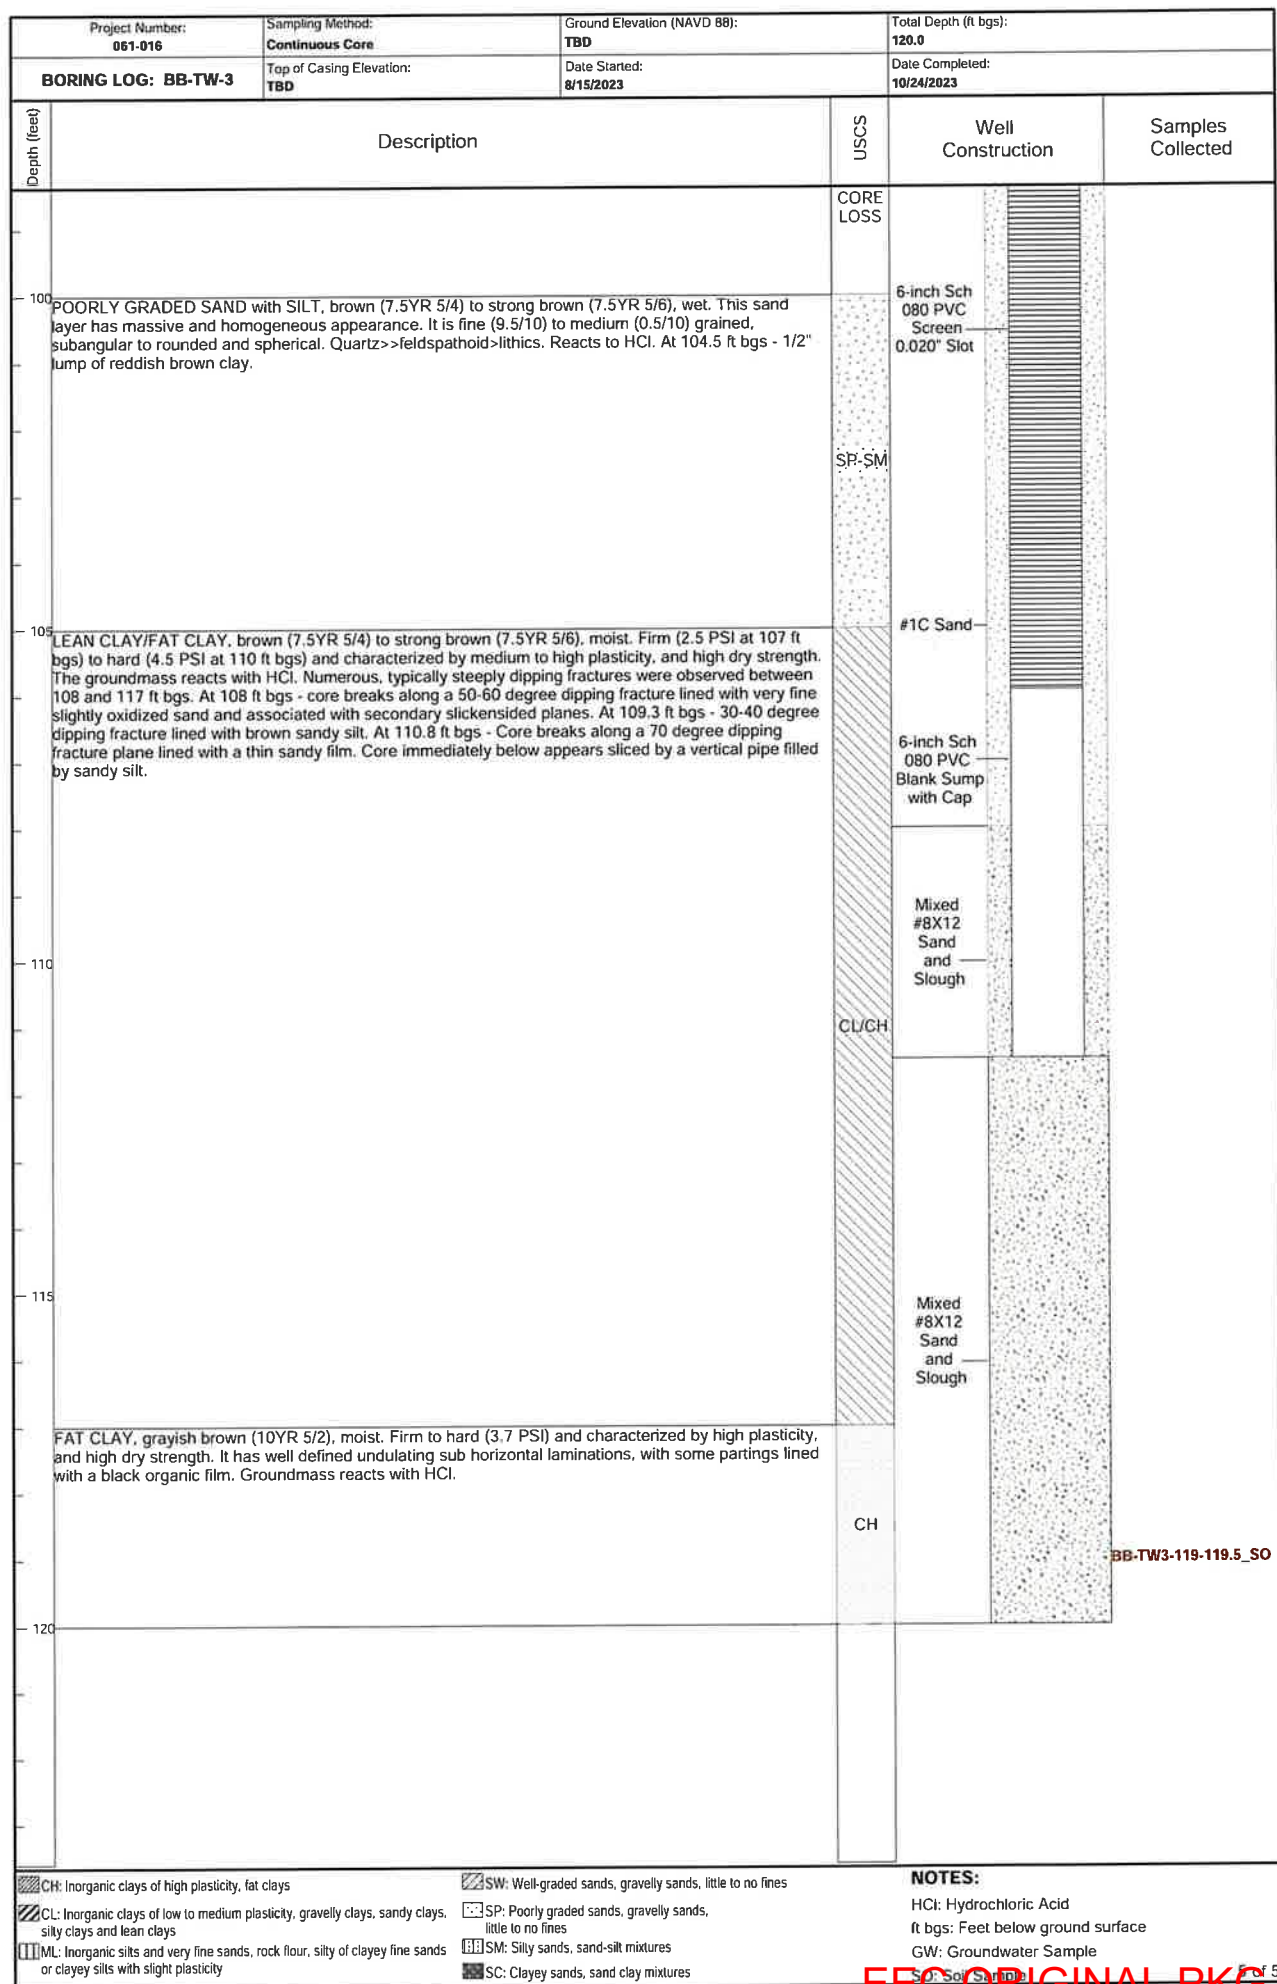 Project Number:
061-016
Sampling Method:
Continuous Core
Ground Elevation (NAVD 88):
TBD
Total Depth (ft bgs):
120.0
BORING LOG: BB-TW-3
Top of Casing Elevation:
TBD
Date Started:
8/15/2023
Date Completed:
10/24/2023
Depth (feet)
Description
USCS
Well
Construction
Samples
Collected
CORE
LOSS
100
POORLY GRADED SAND with SILT, brown (7.5YR 5/4) to strong brown (7.5YR 5/6), wet. This sand
layer has massive and homogeneous appearance. It is fine (9.5/10) to medium (0.5/10) grained,
subangular to rounded and spherical. Quartz>>feldspathoid>lithics. Reacts to HCl. At 104.5 ft bgs - 1/2"
lump of reddish brown clay.
6-inch Sch
080 PVC
Screen
0.020" Slot
SP-SM
#1C Sand
105
LEAN CLAY/FAT CLAY, brown (7.5YR 5/4) to strong brown (7.5YR 5/6), moist. Firm (2.5 PSI at 107 ft
bgs) to hard (4.5 PSI at 110 ft bgs) and characterized by medium to high plasticity, and high dry strength.
The groundmass reacts with HCl. Numerous, typically steeply dipping fractures were observed between
108 and 117 ft bgs. At 108 ft bgs - core breaks along a 50-60 degree dipping fracture lined with very fine
slightly oxidized sand and associated with secondary slickensided planes. At 109.3 ft bgs - 30-40 degree
dipping fracture lined with brown sandy silt. At 110.8 ft bgs - Core breaks along a 70 degree dipping
fracture plane lined with a thin sandy film. Core immediately below appears sliced by a vertical pipe filled
by sandy silt.
6-inch Sch
080 PVC
Blank Sump
with Cap
Mixed
#8X12
Sand
and
Slough
110
CL/CH
115
Mixed
#8X12
Sand
and
Slough
FAT CLAY, grayish brown (10YR 5/2), moist. Firm to hard (3.7 PSI) and characterized by high plasticity,
and high dry strength. It has well defined undulating sub horizontal laminations, with some partings lined
with a black organic film. Groundmass reacts with HCl.
CH
BB-TW3-119-119.5_SO
120
CH: Inorganic clays of high plasticity, fat clays
CL: Inorganic clays of low to medium plasticity, gravelly clays, sandy clays,
silty clays and lean clays
ML: Inorganic silts and very fine sands, rock flour, silty of clayey fine sands
or clayey silts with slight plasticity
SW: Well-graded sands, gravelly sands, little to no fines
SP: Poorly graded sands, gravelly sands,
little to no fines
SM: Silty sands, sand-silt mixtures
SC: Clayey sands, sand clay mixtures
NOTES:
HCl: Hydrochloric Acid
ft bgs: Feet below ground surface
GW: Groundwater Sample
SO: Soil Sample
5 of 5
ORIGINAL PKG